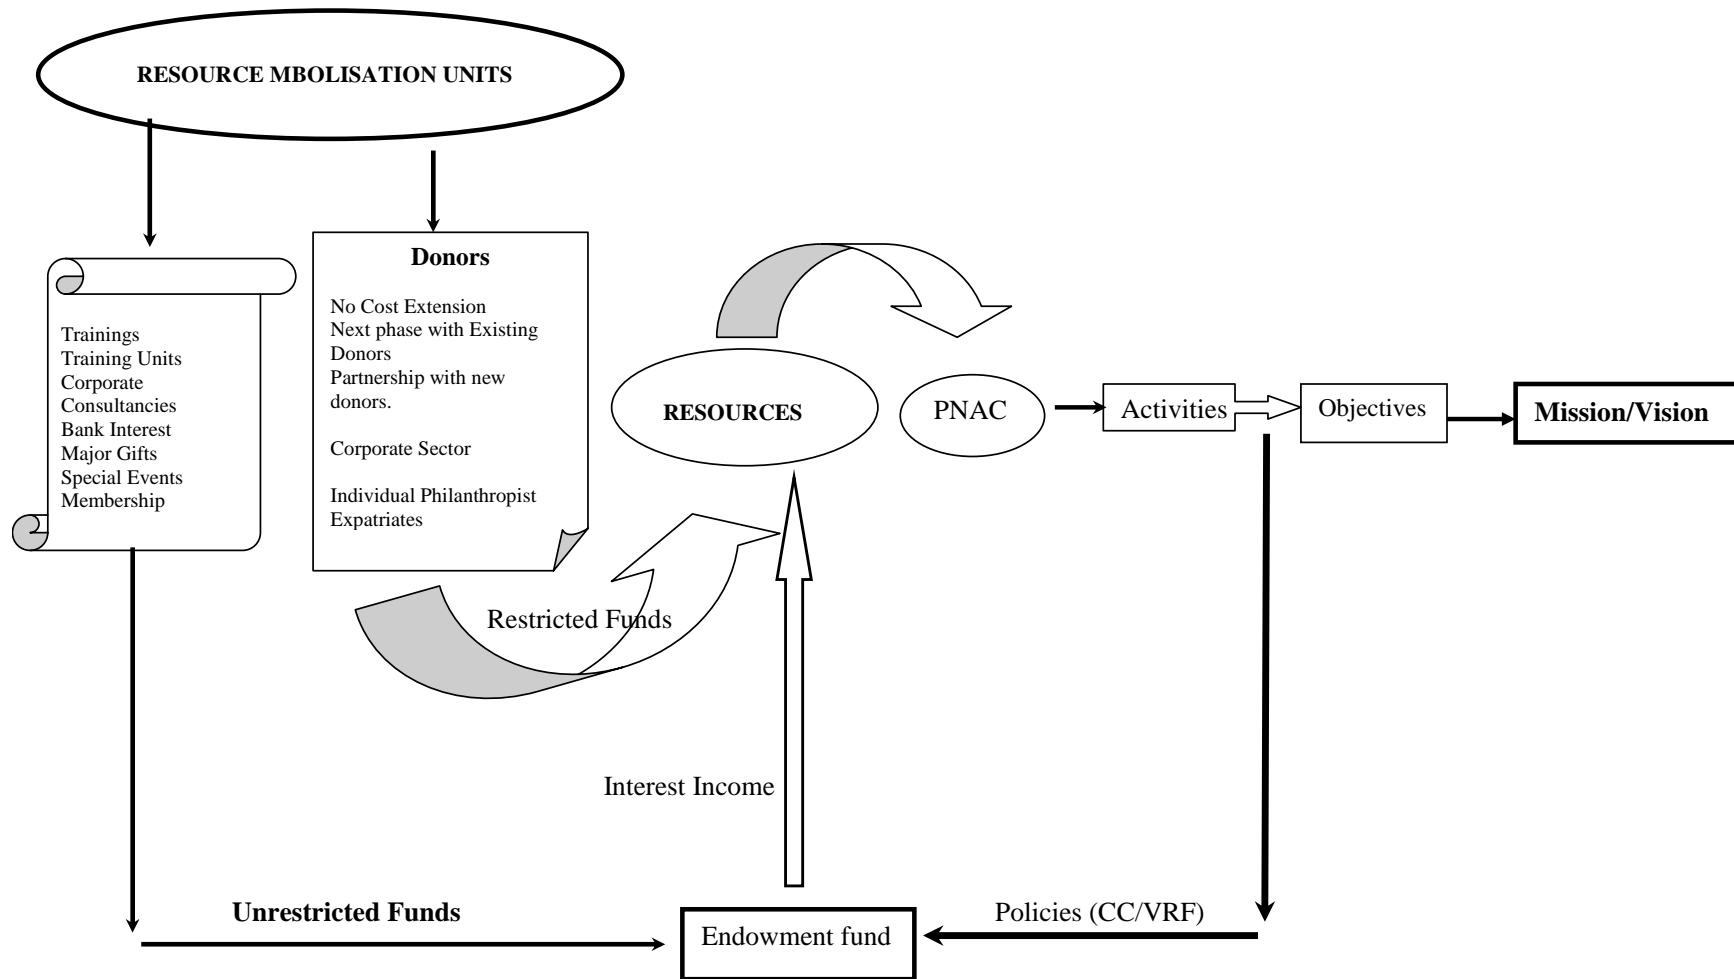 RESOURCE MBOLISATION UNITS
Trainings
Training Units
Corporate
Consultancies
Bank Interest
Major Gifts
Special Events
Membership
Donors
No Cost Extension
Next phase with Existing
Donors
Partnership with new
donors.
Corporate Sector
Individual Philanthropist
Expatriates
RESOURCES
PNAC
Activities
Objectives
Mission/Vision
Restricted Funds
Interest Income
Unrestricted Funds
Endowment fund
Policies (CC/VRF)